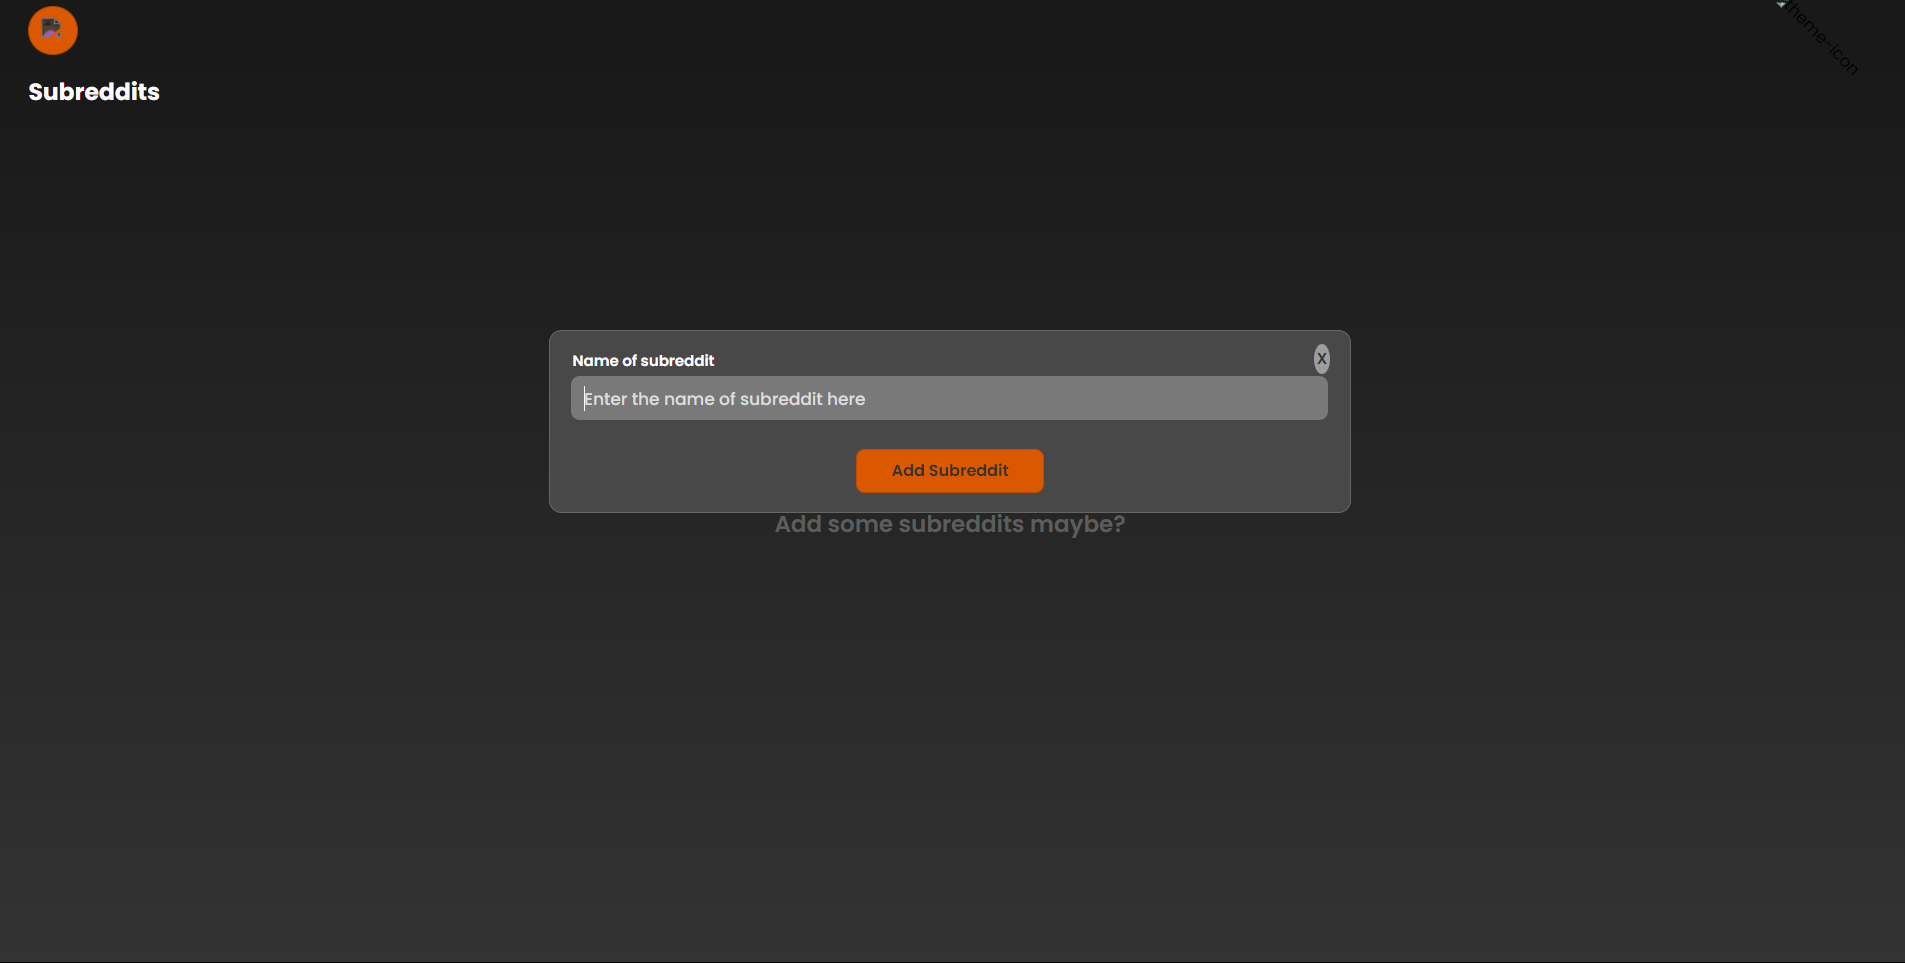 theme-icon
Subreddits
Name of subreddit
X
Enter the name of subreddit here
Add Subreddit
Add some subreddits maybe?